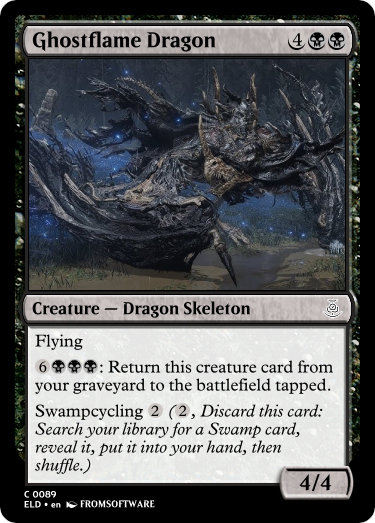 Ghostflame Dragon 4
Creature — Dragon Skeleton
Flying
6: Return this creature card from
your graveyard to the battlefield tapped.
Swampcycling 2 (2, Discard this card:
Search your library for a Swamp card,
reveal it, put it into your hand, then
shuffle.)
4/4
C 0089
ELD • en FROMSOFTWARE